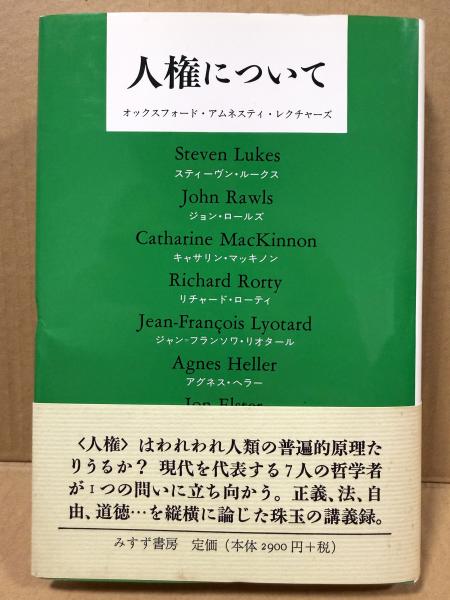 人権について
オックスフォード・アムネスティ・レクチャーズ
Steven Lukes
スティーヴン・ルークス
John Rawls
ジョン・ロールズ
Catharine MacKinnon
キャサリン・マッキノン
Richard Rorty
リチャード・ローティ
Jean-François Lyotard
ジャン=フランソワ・リオタール
Agnes Heller
アグネス・ヘラー
Jon Elster
〈人権〉はわれわれ人類の普遍的原理た
りうるか? 現代を代表する7人の哲学者
が1つの問いに立ち向かう。正義、法、自
由、道徳…を縦横に論じた珠玉の講義録。
みすず書房 定価(本体2900円+税)